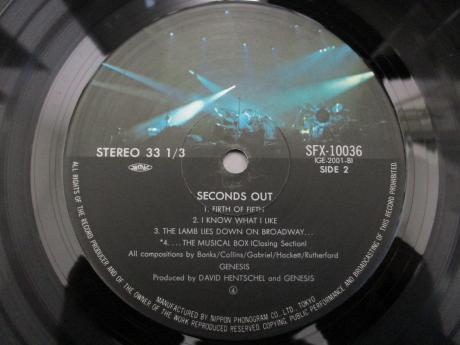 STEREO 33 1/3
SFX-10036
(GE-2001-B)
SIDE 2
SECONDS OUT
1. FIRTH OF FIFTH
2. I KNOW WHAT I LIKE
3. THE LAMB LIES DOWN ON BROADWAY...
*4. ...THE MUSICAL BOX (Closing Section)
All compositions by Banks/Collins/Gabriel/Hackett/Rutherford
GENESIS
Produced by DAVID HENTSCHEL and GENESIS
4
ALL RIGHTS OF THE RECORD PRODUCER AND OF THE OWNER OF THE WORK REPRODUCED RESERVED. COPYING, PUBLIC PERFORMANCE AND BROADCASTING OF THIS RECORD PROHIBITED.
MANUFACTURED BY NIPPON PHONOGRAM CO., LTD., TOKYO